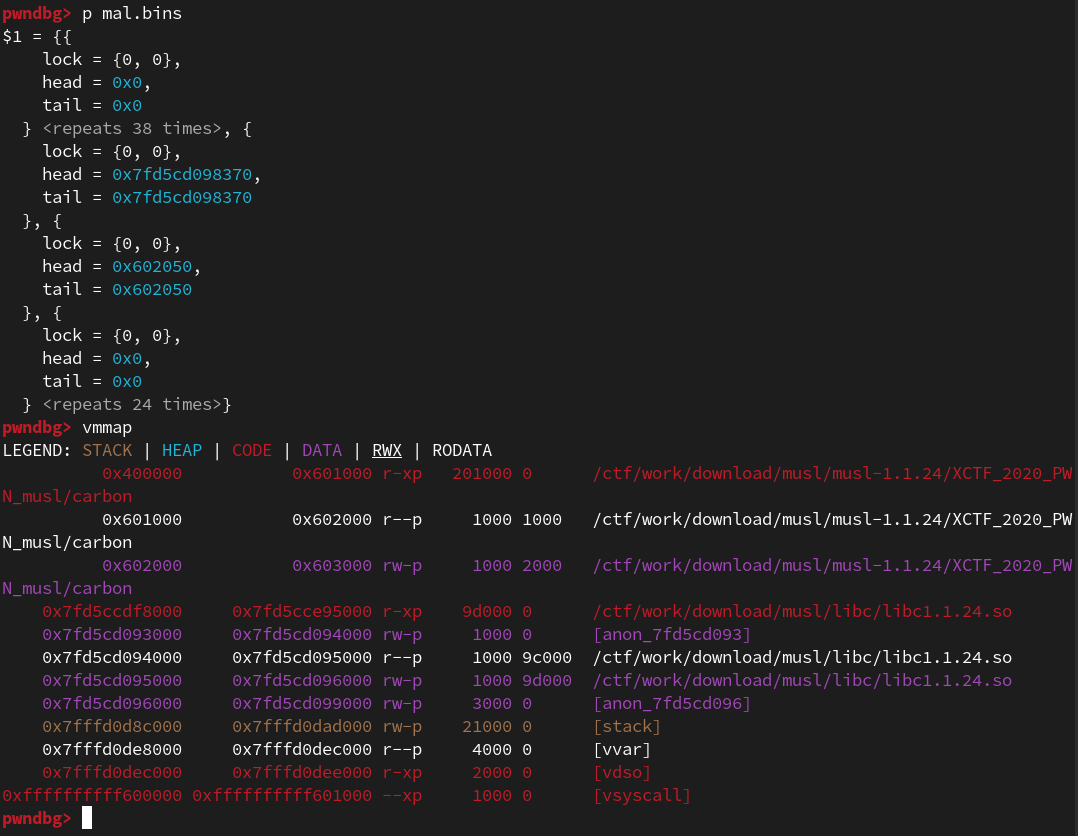 pwndbg> p mal.bins
$1 = {{
    lock = {0, 0},
    head = 0x0,
    tail = 0x0
  } <repeats 38 times>, {
    lock = {0, 0},
    head = 0x7fd5cd098370,
    tail = 0x7fd5cd098370
  }, {
    lock = {0, 0},
    head = 0x602050,
    tail = 0x602050
  }, {
    lock = {0, 0},
    head = 0x0,
    tail = 0x0
  } <repeats 24 times>}
pwndbg> vmmap
LEGEND: STACK | HEAP | CODE | DATA | RWX | RODATA
          0x400000           0x601000 r-xp   201000 0      /ctf/work/download/musl/musl-1.1.24/XCTF_2020_PW
N_musl/carbon
          0x601000           0x602000 r--p     1000 1000   /ctf/work/download/musl/musl-1.1.24/XCTF_2020_PW
N_musl/carbon
          0x602000           0x603000 rw-p     1000 2000   /ctf/work/download/musl/musl-1.1.24/XCTF_2020_PW
N_musl/carbon
    0x7fd5ccdf8000     0x7fd5cce95000 r-xp    9d000 0      /ctf/work/download/musl/libc/libc1.1.24.so
    0x7fd5cd093000     0x7fd5cd094000 rw-p     1000 0      [anon_7fd5cd093]
    0x7fd5cd094000     0x7fd5cd095000 r--p     1000 9c000  /ctf/work/download/musl/libc/libc1.1.24.so
    0x7fd5cd095000     0x7fd5cd096000 rw-p     1000 9d000  /ctf/work/download/musl/libc/libc1.1.24.so
    0x7fd5cd096000     0x7fd5cd099000 rw-p     3000 0      [anon_7fd5cd096]
    0x7fffd0d8c000     0x7fffd0dad000 rw-p    21000 0      [stack]
    0x7fffd0de8000     0x7fffd0dec000 r--p     4000 0      [vvar]
    0x7fffd0dec000     0x7fffd0dee000 r-xp     2000 0      [vdso]
0xffffffffff600000 0xffffffffff601000 --xp     1000 0      [vsyscall]
pwndbg>